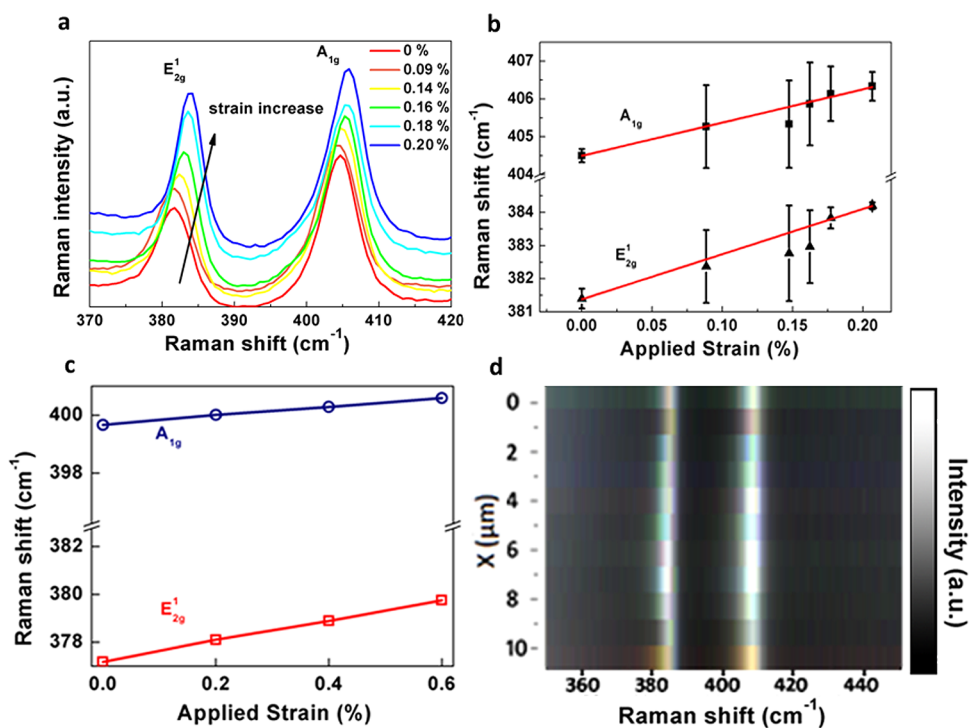 a
Raman intensity (a.u.)
E¹₂g
A₁g
strain increase
0 %
0.09 %
0.14 %
0.16 %
0.18 %
0.20 %
370 380 390 400 410 420
Raman shift (cm⁻¹)
b
Raman shift (cm⁻¹)
407
406
405
404
384
383
382
381
A₁g
E¹₂g
0.00 0.05 0.10 0.15 0.20
Applied Strain (%)
c
Raman shift (cm⁻¹)
400
398
382
380
378
A₁g
E¹₂g
0.0 0.2 0.4 0.6
Applied Strain (%)
d
X (μm)
0
2
4
6
8
10
360 380 400 420 440
Raman shift (cm⁻¹)
Intensity (a.u.)